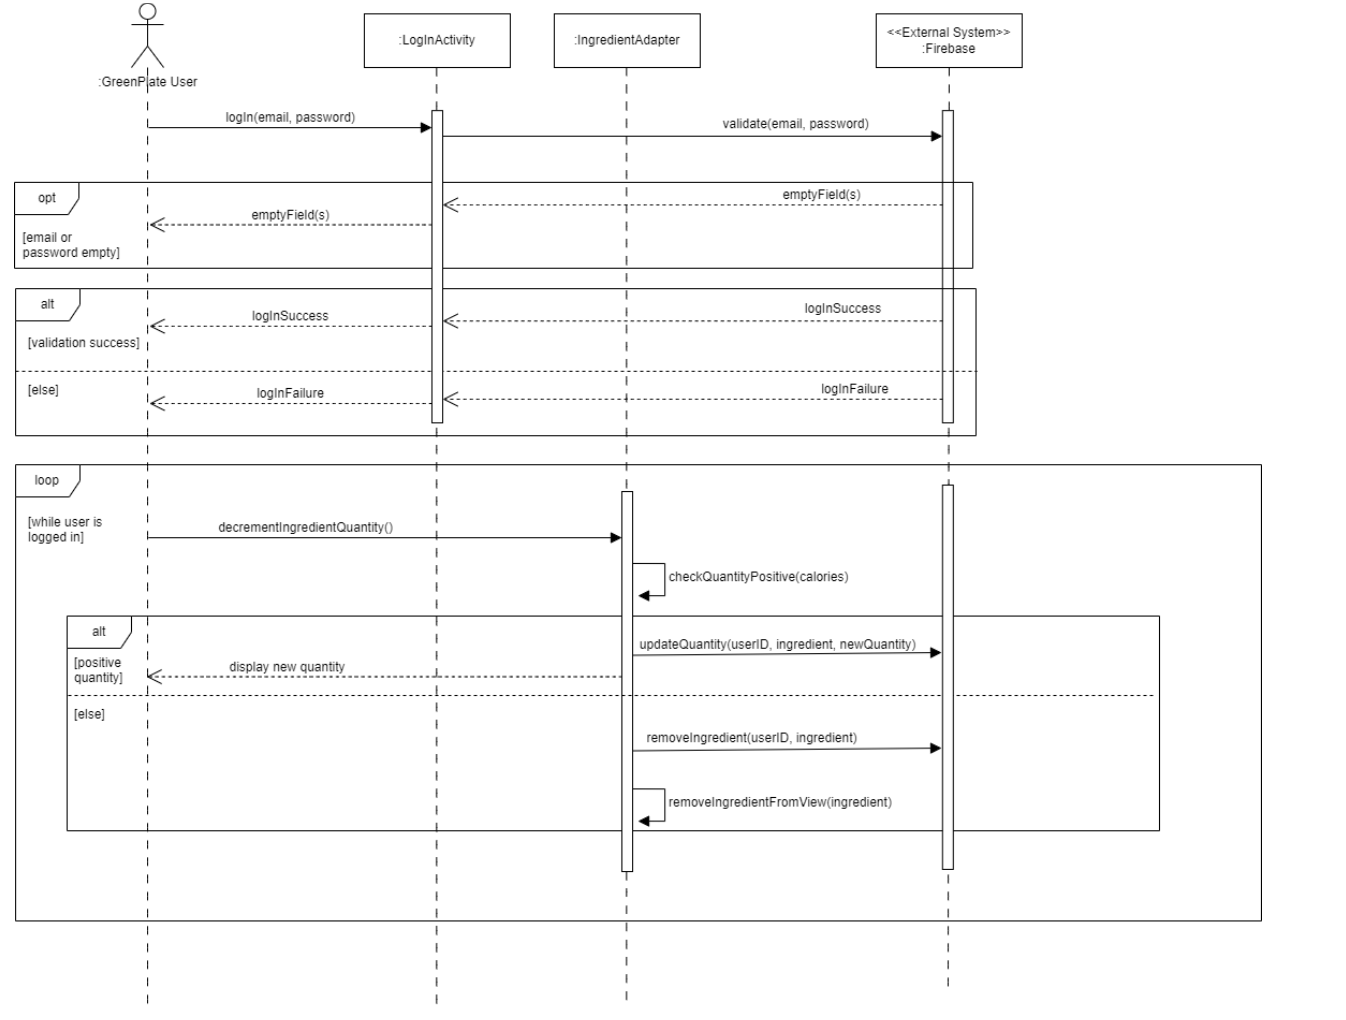 :GreenPlate User
:LogInActivity
:IngredientAdapter
<<External System>>
:Firebase
logIn(email, password)
validate(email, password)
opt
emptyField(s)
emptyField(s)
[email or
password empty]
alt
logInSuccess
logInSuccess
[validation success]
[else]
logInFailure
logInFailure
loop
[while user is
logged in]
decrementIngredientQuantity()
checkQuantityPositive(calories)
alt
updateQuantity(userID, ingredient, newQuantity)
[positive
quantity]
display new quantity
[else]
removeIngredient(userID, ingredient)
removeIngredientFromView(ingredient)